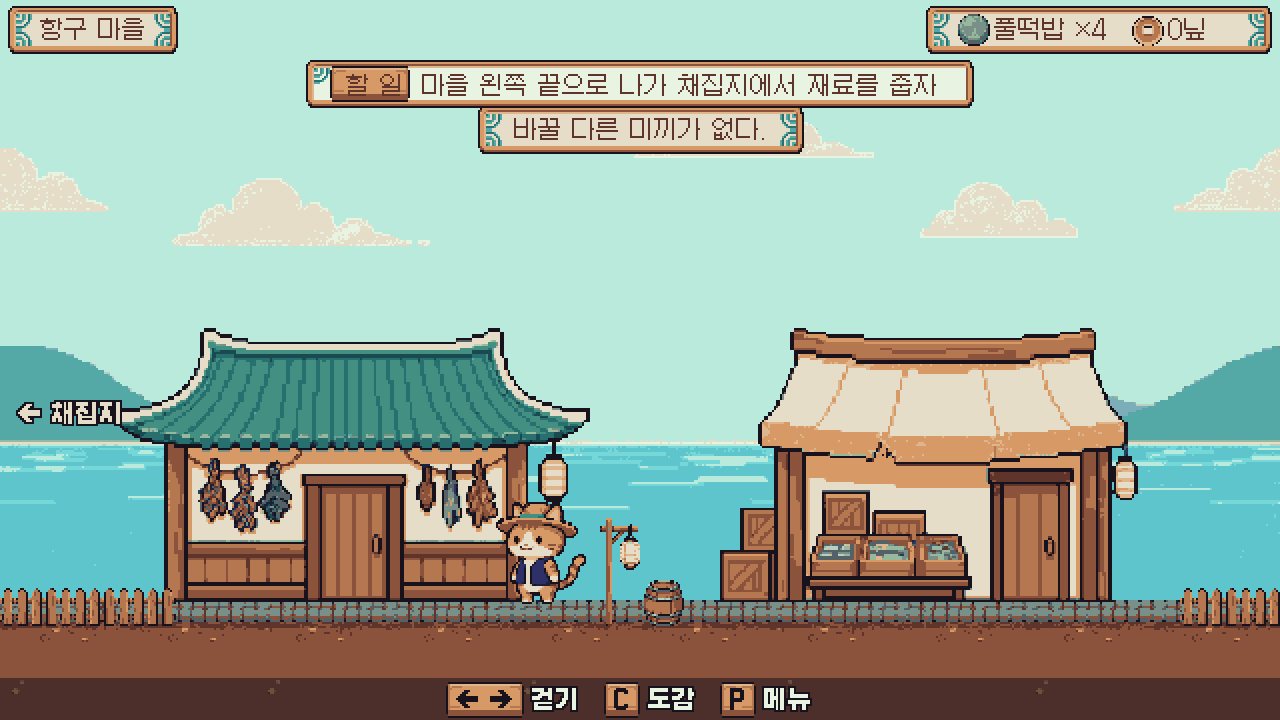 항구 마을
풀떡밥 ×4 0닢
할 일 마을 왼쪽 끝으로 나가 채집지에서 재료를 줍자
바꿀 다른 미끼가 없다.
← 채집지
← → 걷기 C 도감 P 메뉴